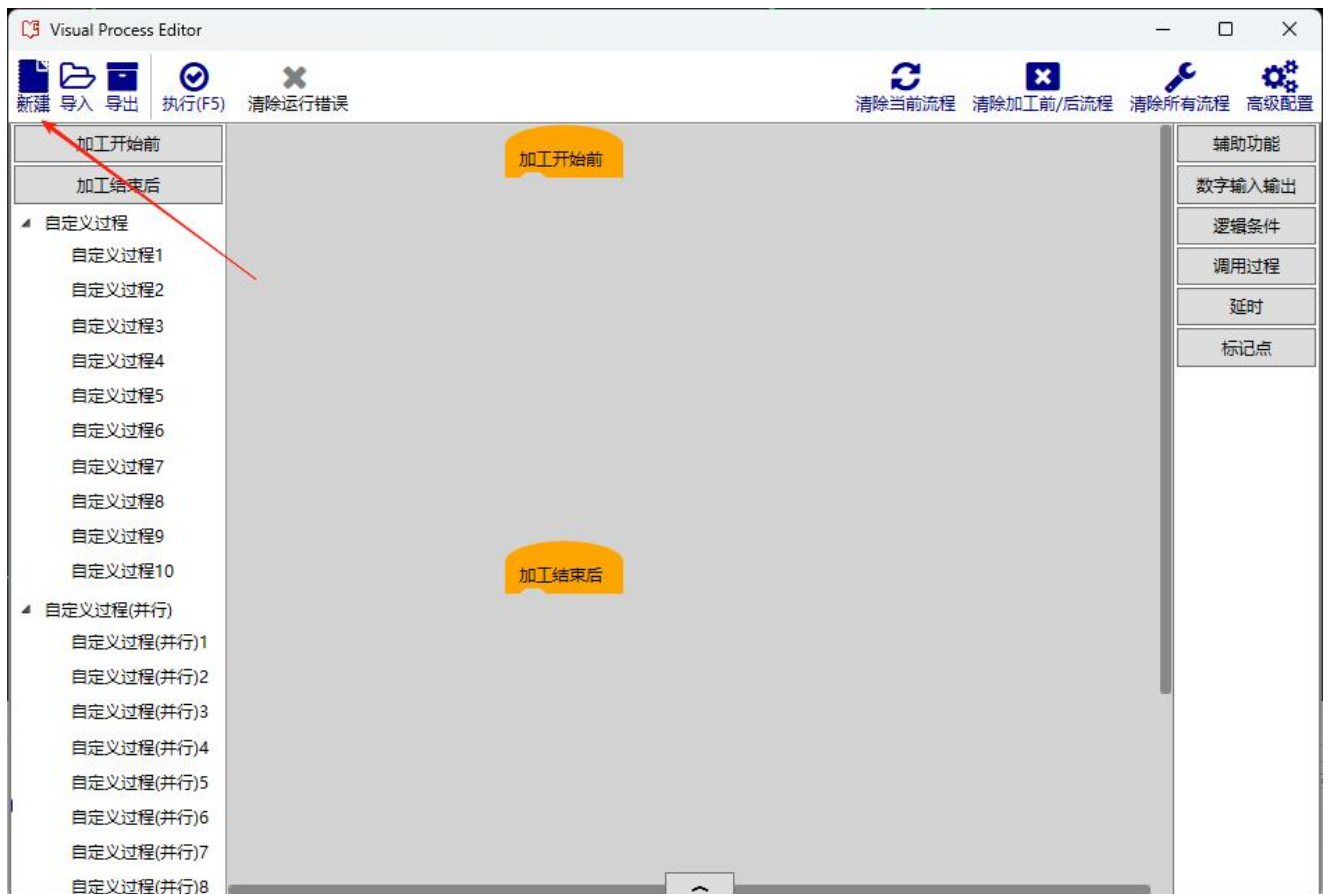 Visual Process Editor
新建 导入 导出 执行(F5) 清除运行错误 清除当前流程 清除加工前/后流程 清除所有流程 高级配置
加工开始前
加工结束后
自定义过程
自定义过程1
自定义过程2
自定义过程3
自定义过程4
自定义过程5
自定义过程6
自定义过程7
自定义过程8
自定义过程9
自定义过程10
自定义过程(并行)
自定义过程(并行)1
自定义过程(并行)2
自定义过程(并行)3
自定义过程(并行)4
自定义过程(并行)5
自定义过程(并行)6
自定义过程(并行)7
自定义过程(并行)8
加工开始前
加工结束后
辅助功能
数字输入输出
逻辑条件
调用过程
延时
标记点